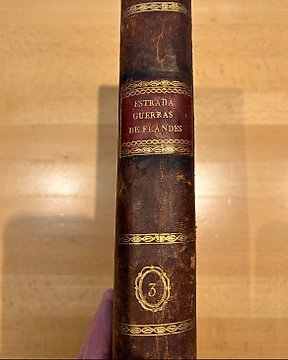 ESTRADA
GUERRAS
DE FLANDES
3